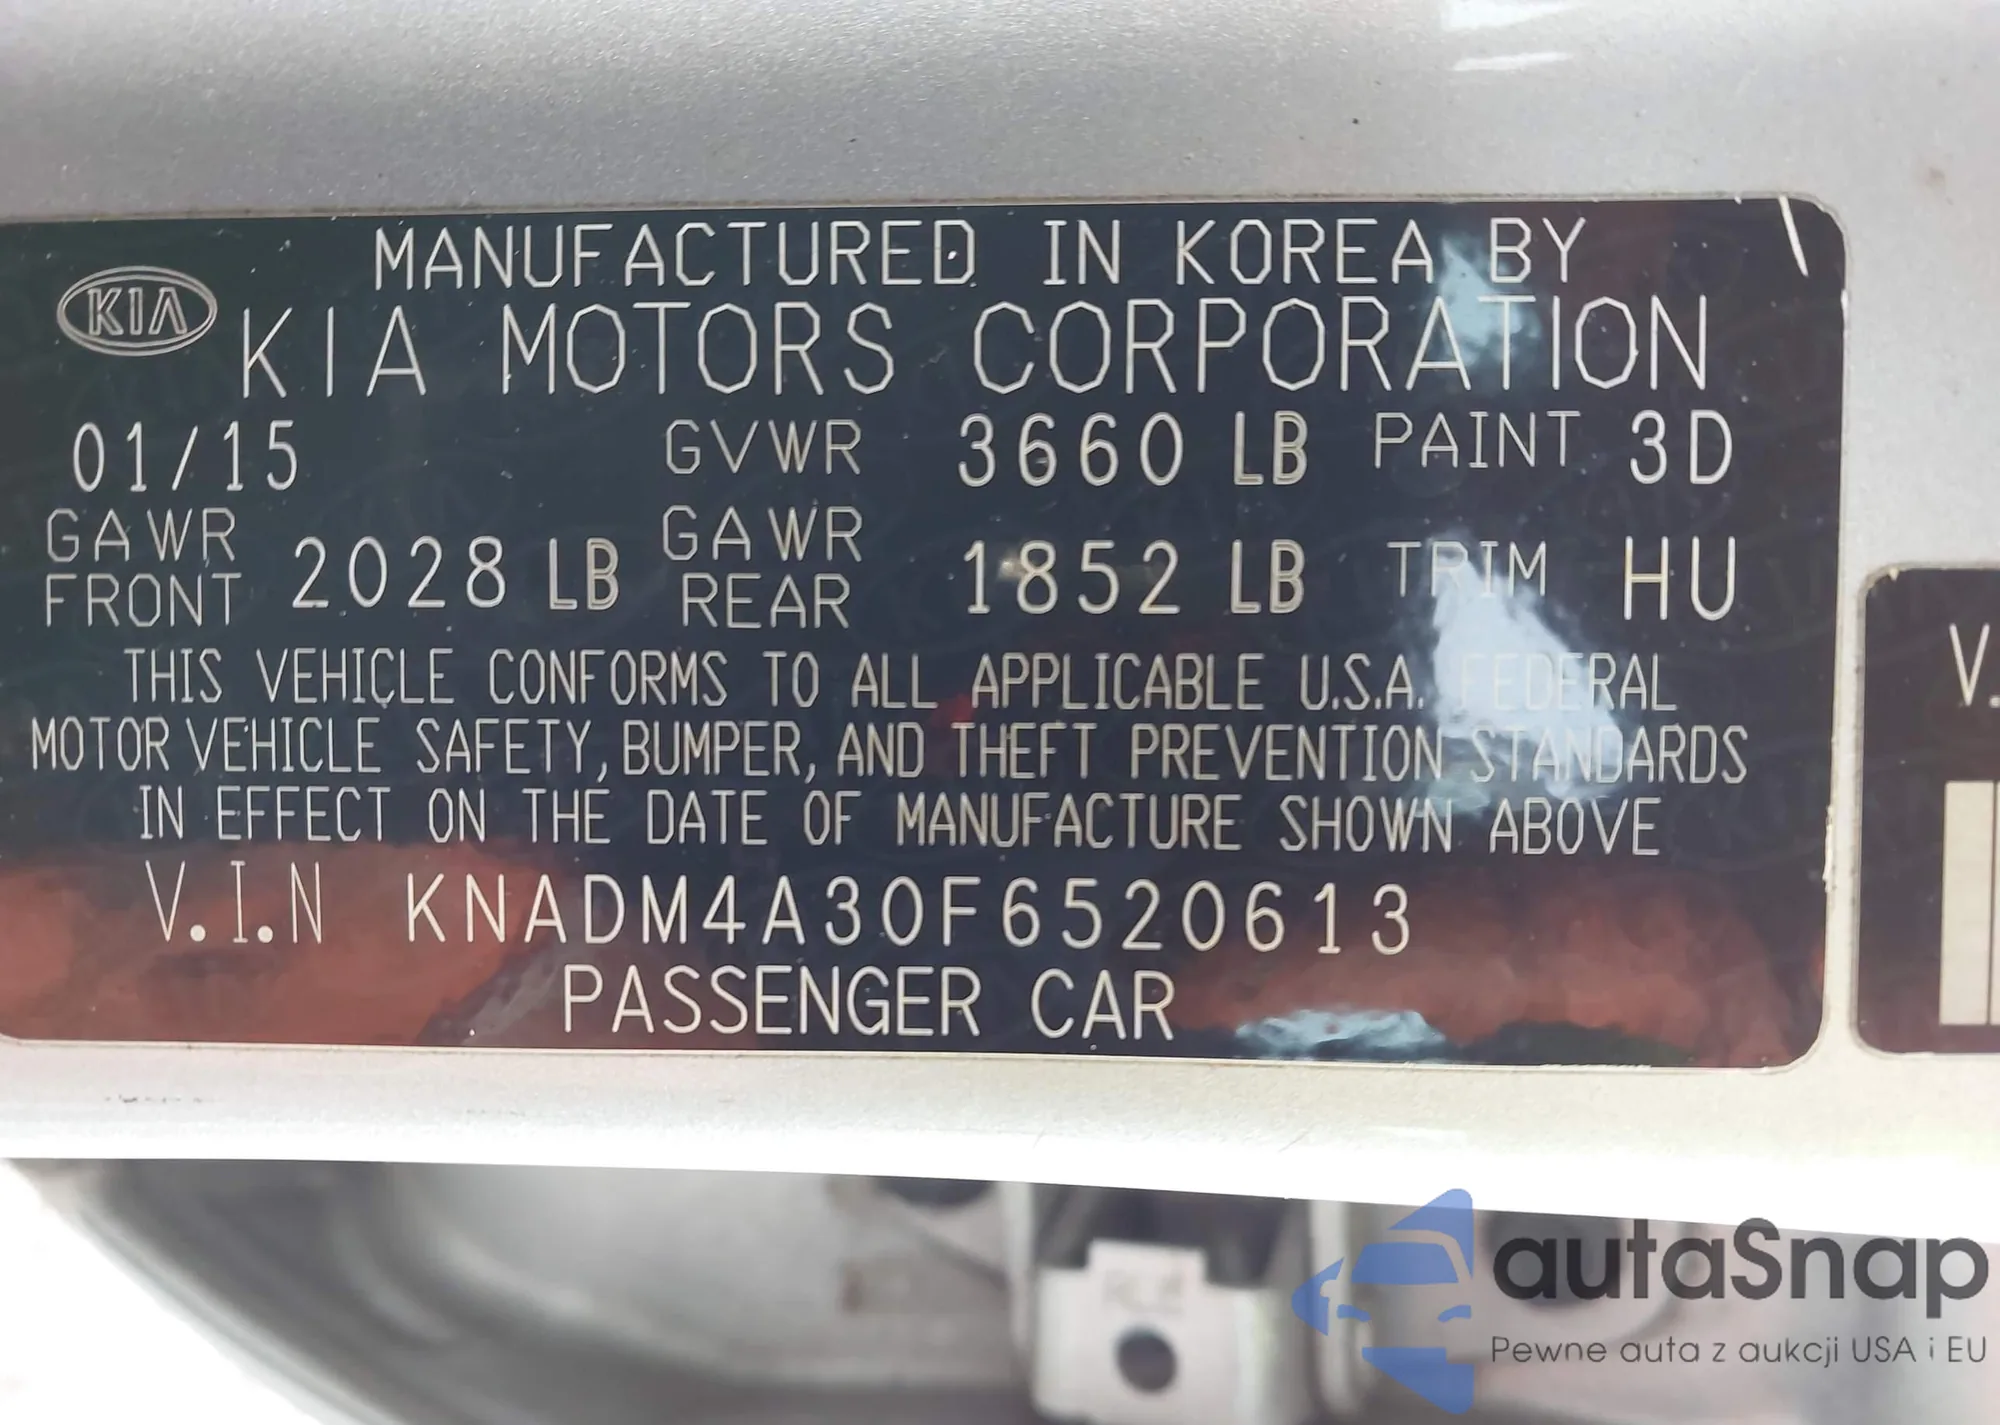 MANUFACTURED IN KOREA BY
KIA
KIA MOTORS CORPORATION
01/15 GVWR 3660 LB PAINT 3D
GAWR FRONT 2028 LB GAWR REAR 1852 LB TRIM HU
THIS VEHICLE CONFORMS TO ALL APPLICABLE U.S.A. FEDERAL
MOTOR VEHICLE SAFETY, BUMPER, AND THEFT PREVENTION STANDARDS
IN EFFECT ON THE DATE OF MANUFACTURE SHOWN ABOVE
V.I.N KNADM4A30F6520613
PASSENGER CAR
V.
autaSnap
Pewne auta z aukcji USA i EU